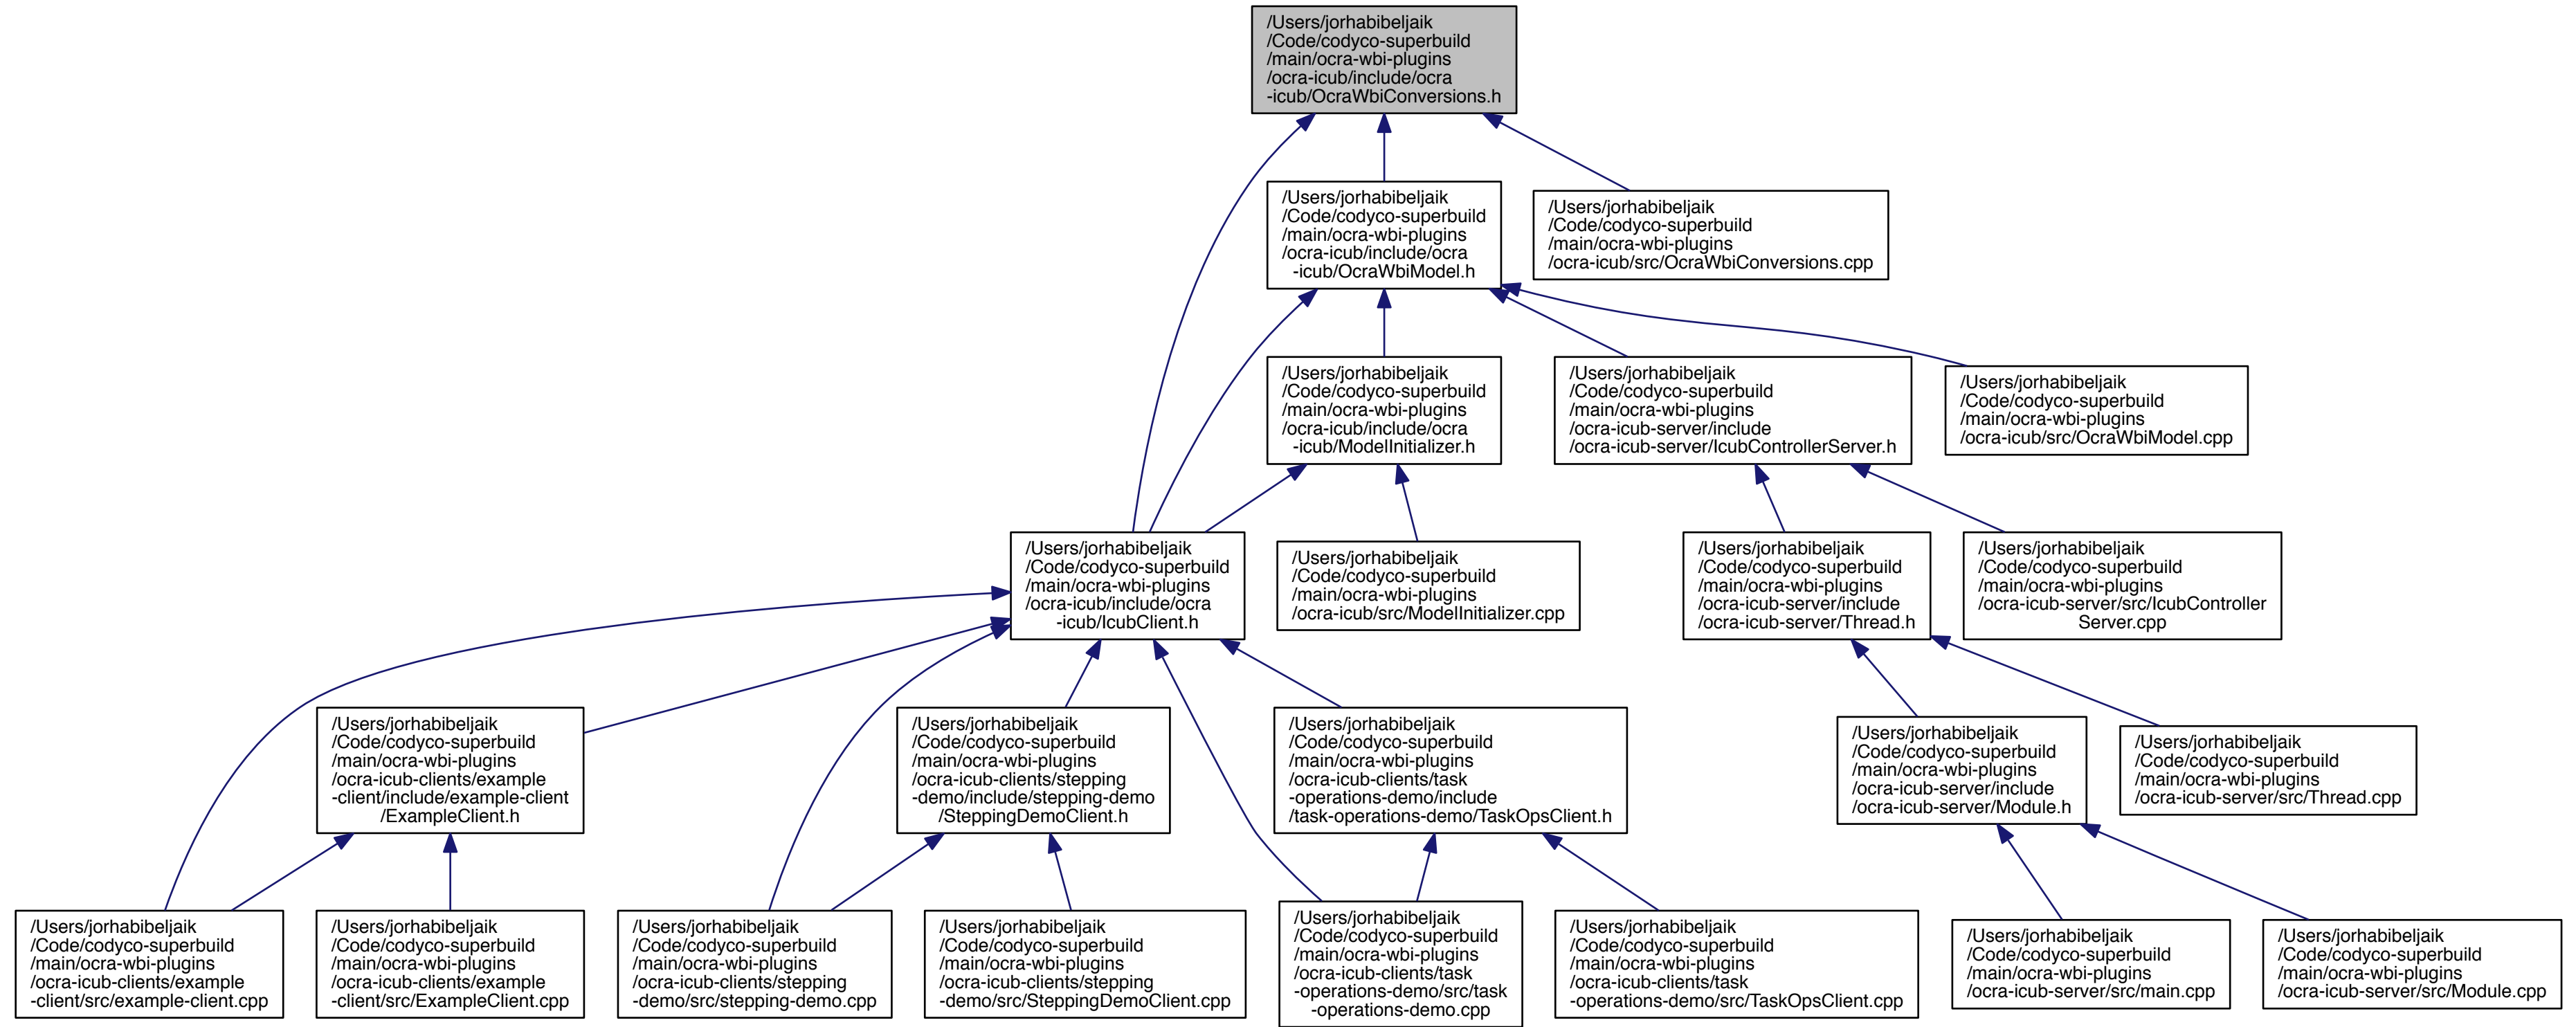 /Users/jorhabibeljaik
/Code/codyco-superbuild
/main/ocra-wbi-plugins
/ocra-icub/include/ocra
-icub/OcraWbiConversions.h
/Users/jorhabibeljaik
/Code/codyco-superbuild
/main/ocra-wbi-plugins
/ocra-icub/include/ocra
-icub/OcraWbiModel.h
/Users/jorhabibeljaik
/Code/codyco-superbuild
/main/ocra-wbi-plugins
/ocra-icub/src/OcraWbiConversions.cpp
/Users/jorhabibeljaik
/Code/codyco-superbuild
/main/ocra-wbi-plugins
/ocra-icub/include/ocra
-icub/ModelInitializer.h
/Users/jorhabibeljaik
/Code/codyco-superbuild
/main/ocra-wbi-plugins
/ocra-icub-server/include
/ocra-icub-server/IcubControllerServer.h
/Users/jorhabibeljaik
/Code/codyco-superbuild
/main/ocra-wbi-plugins
/ocra-icub/src/OcraWbiModel.cpp
/Users/jorhabibeljaik
/Code/codyco-superbuild
/main/ocra-wbi-plugins
/ocra-icub/include/ocra
-icub/IcubClient.h
/Users/jorhabibeljaik
/Code/codyco-superbuild
/main/ocra-wbi-plugins
/ocra-icub/src/ModelInitializer.cpp
/Users/jorhabibeljaik
/Code/codyco-superbuild
/main/ocra-wbi-plugins
/ocra-icub-server/include
/ocra-icub-server/Thread.h
/Users/jorhabibeljaik
/Code/codyco-superbuild
/main/ocra-wbi-plugins
/ocra-icub-server/src/IcubController
Server.cpp
/Users/jorhabibeljaik
/Code/codyco-superbuild
/main/ocra-wbi-plugins
/ocra-icub-clients/example
-client/include/example-client
/ExampleClient.h
/Users/jorhabibeljaik
/Code/codyco-superbuild
/main/ocra-wbi-plugins
/ocra-icub-clients/stepping
-demo/include/stepping-demo
/SteppingDemoClient.h
/Users/jorhabibeljaik
/Code/codyco-superbuild
/main/ocra-wbi-plugins
/ocra-icub-clients/task
-operations-demo/include
/task-operations-demo/TaskOpsClient.h
/Users/jorhabibeljaik
/Code/codyco-superbuild
/main/ocra-wbi-plugins
/ocra-icub-server/include
/ocra-icub-server/Module.h
/Users/jorhabibeljaik
/Code/codyco-superbuild
/main/ocra-wbi-plugins
/ocra-icub-server/src/Thread.cpp
/Users/jorhabibeljaik
/Code/codyco-superbuild
/main/ocra-wbi-plugins
/ocra-icub-clients/example
-client/src/example-client.cpp
/Users/jorhabibeljaik
/Code/codyco-superbuild
/main/ocra-wbi-plugins
/ocra-icub-clients/example
-client/src/ExampleClient.cpp
/Users/jorhabibeljaik
/Code/codyco-superbuild
/main/ocra-wbi-plugins
/ocra-icub-clients/stepping
-demo/src/stepping-demo.cpp
/Users/jorhabibeljaik
/Code/codyco-superbuild
/main/ocra-wbi-plugins
/ocra-icub-clients/stepping
-demo/src/SteppingDemoClient.cpp
/Users/jorhabibeljaik
/Code/codyco-superbuild
/main/ocra-wbi-plugins
/ocra-icub-clients/task
-operations-demo/src/task
-operations-demo.cpp
/Users/jorhabibeljaik
/Code/codyco-superbuild
/main/ocra-wbi-plugins
/ocra-icub-clients/task
-operations-demo/src/TaskOpsClient.cpp
/Users/jorhabibeljaik
/Code/codyco-superbuild
/main/ocra-wbi-plugins
/ocra-icub-server/src/main.cpp
/Users/jorhabibeljaik
/Code/codyco-superbuild
/main/ocra-wbi-plugins
/ocra-icub-server/src/Module.cpp